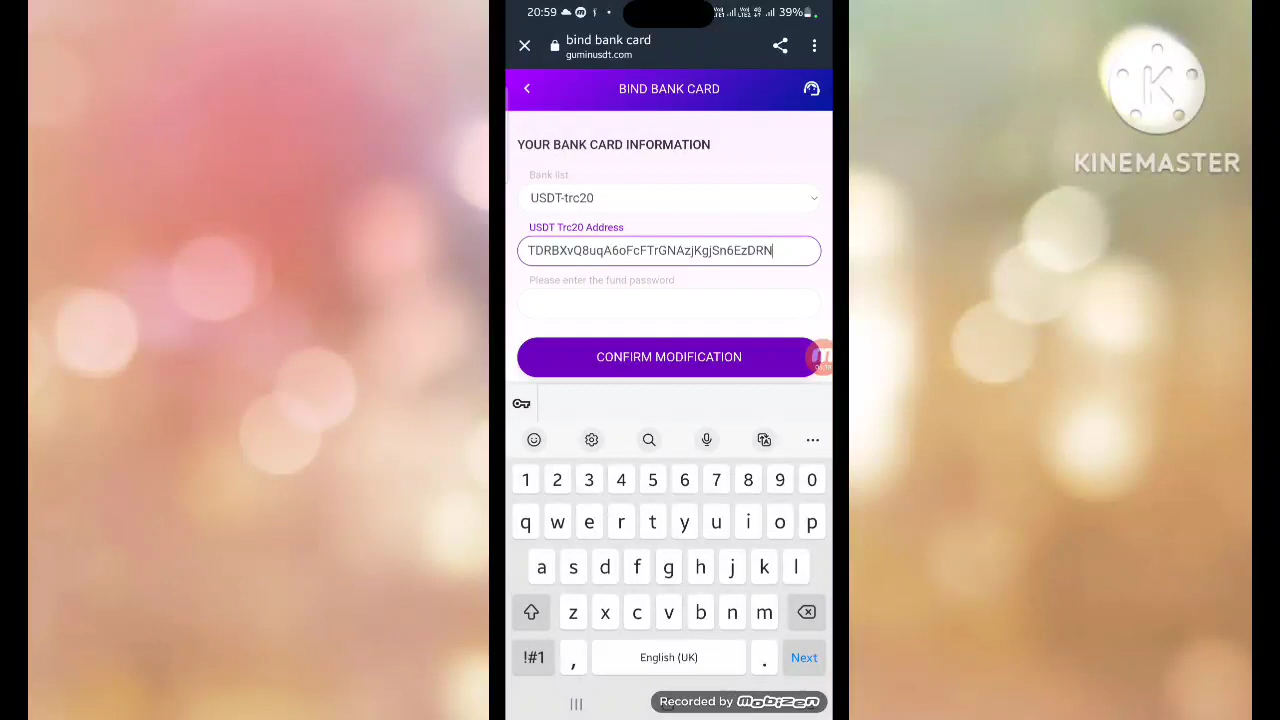 20:59
39%
bind bank card
guminusdt.com
BIND BANK CARD
YOUR BANK CARD INFORMATION
Bank list
USDT-trc20
USDT Trc20 Address
TDRBXvQ8uqA6oFcFTrGNAzjKgjSn6EzDRN
Please enter the fund password
CONFIRM MODIFICATION
1 2 3 4 5 6 7 8 9 0
q w e r t y u i o p
a s d f g h j k l
z x c v b n m
!#1 , English (UK) . Next
Recorded by mobizen
K
KINEMASTER